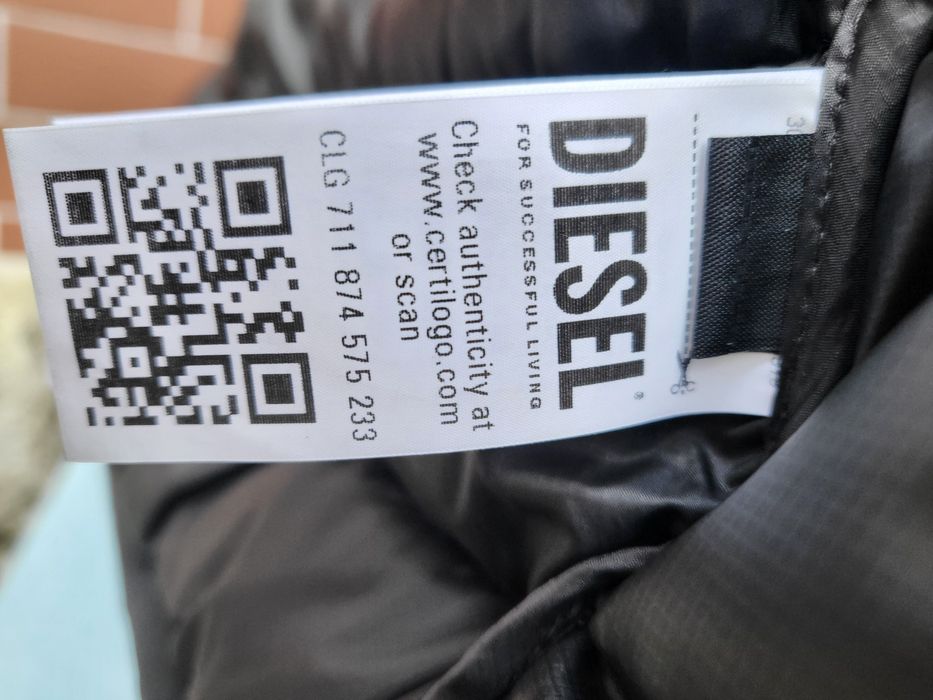 DIESEL®
FOR SUCCESSFUL LIVING
Check authenticity at
www.certilogo.com
or scan
CLG 711 874 575 233